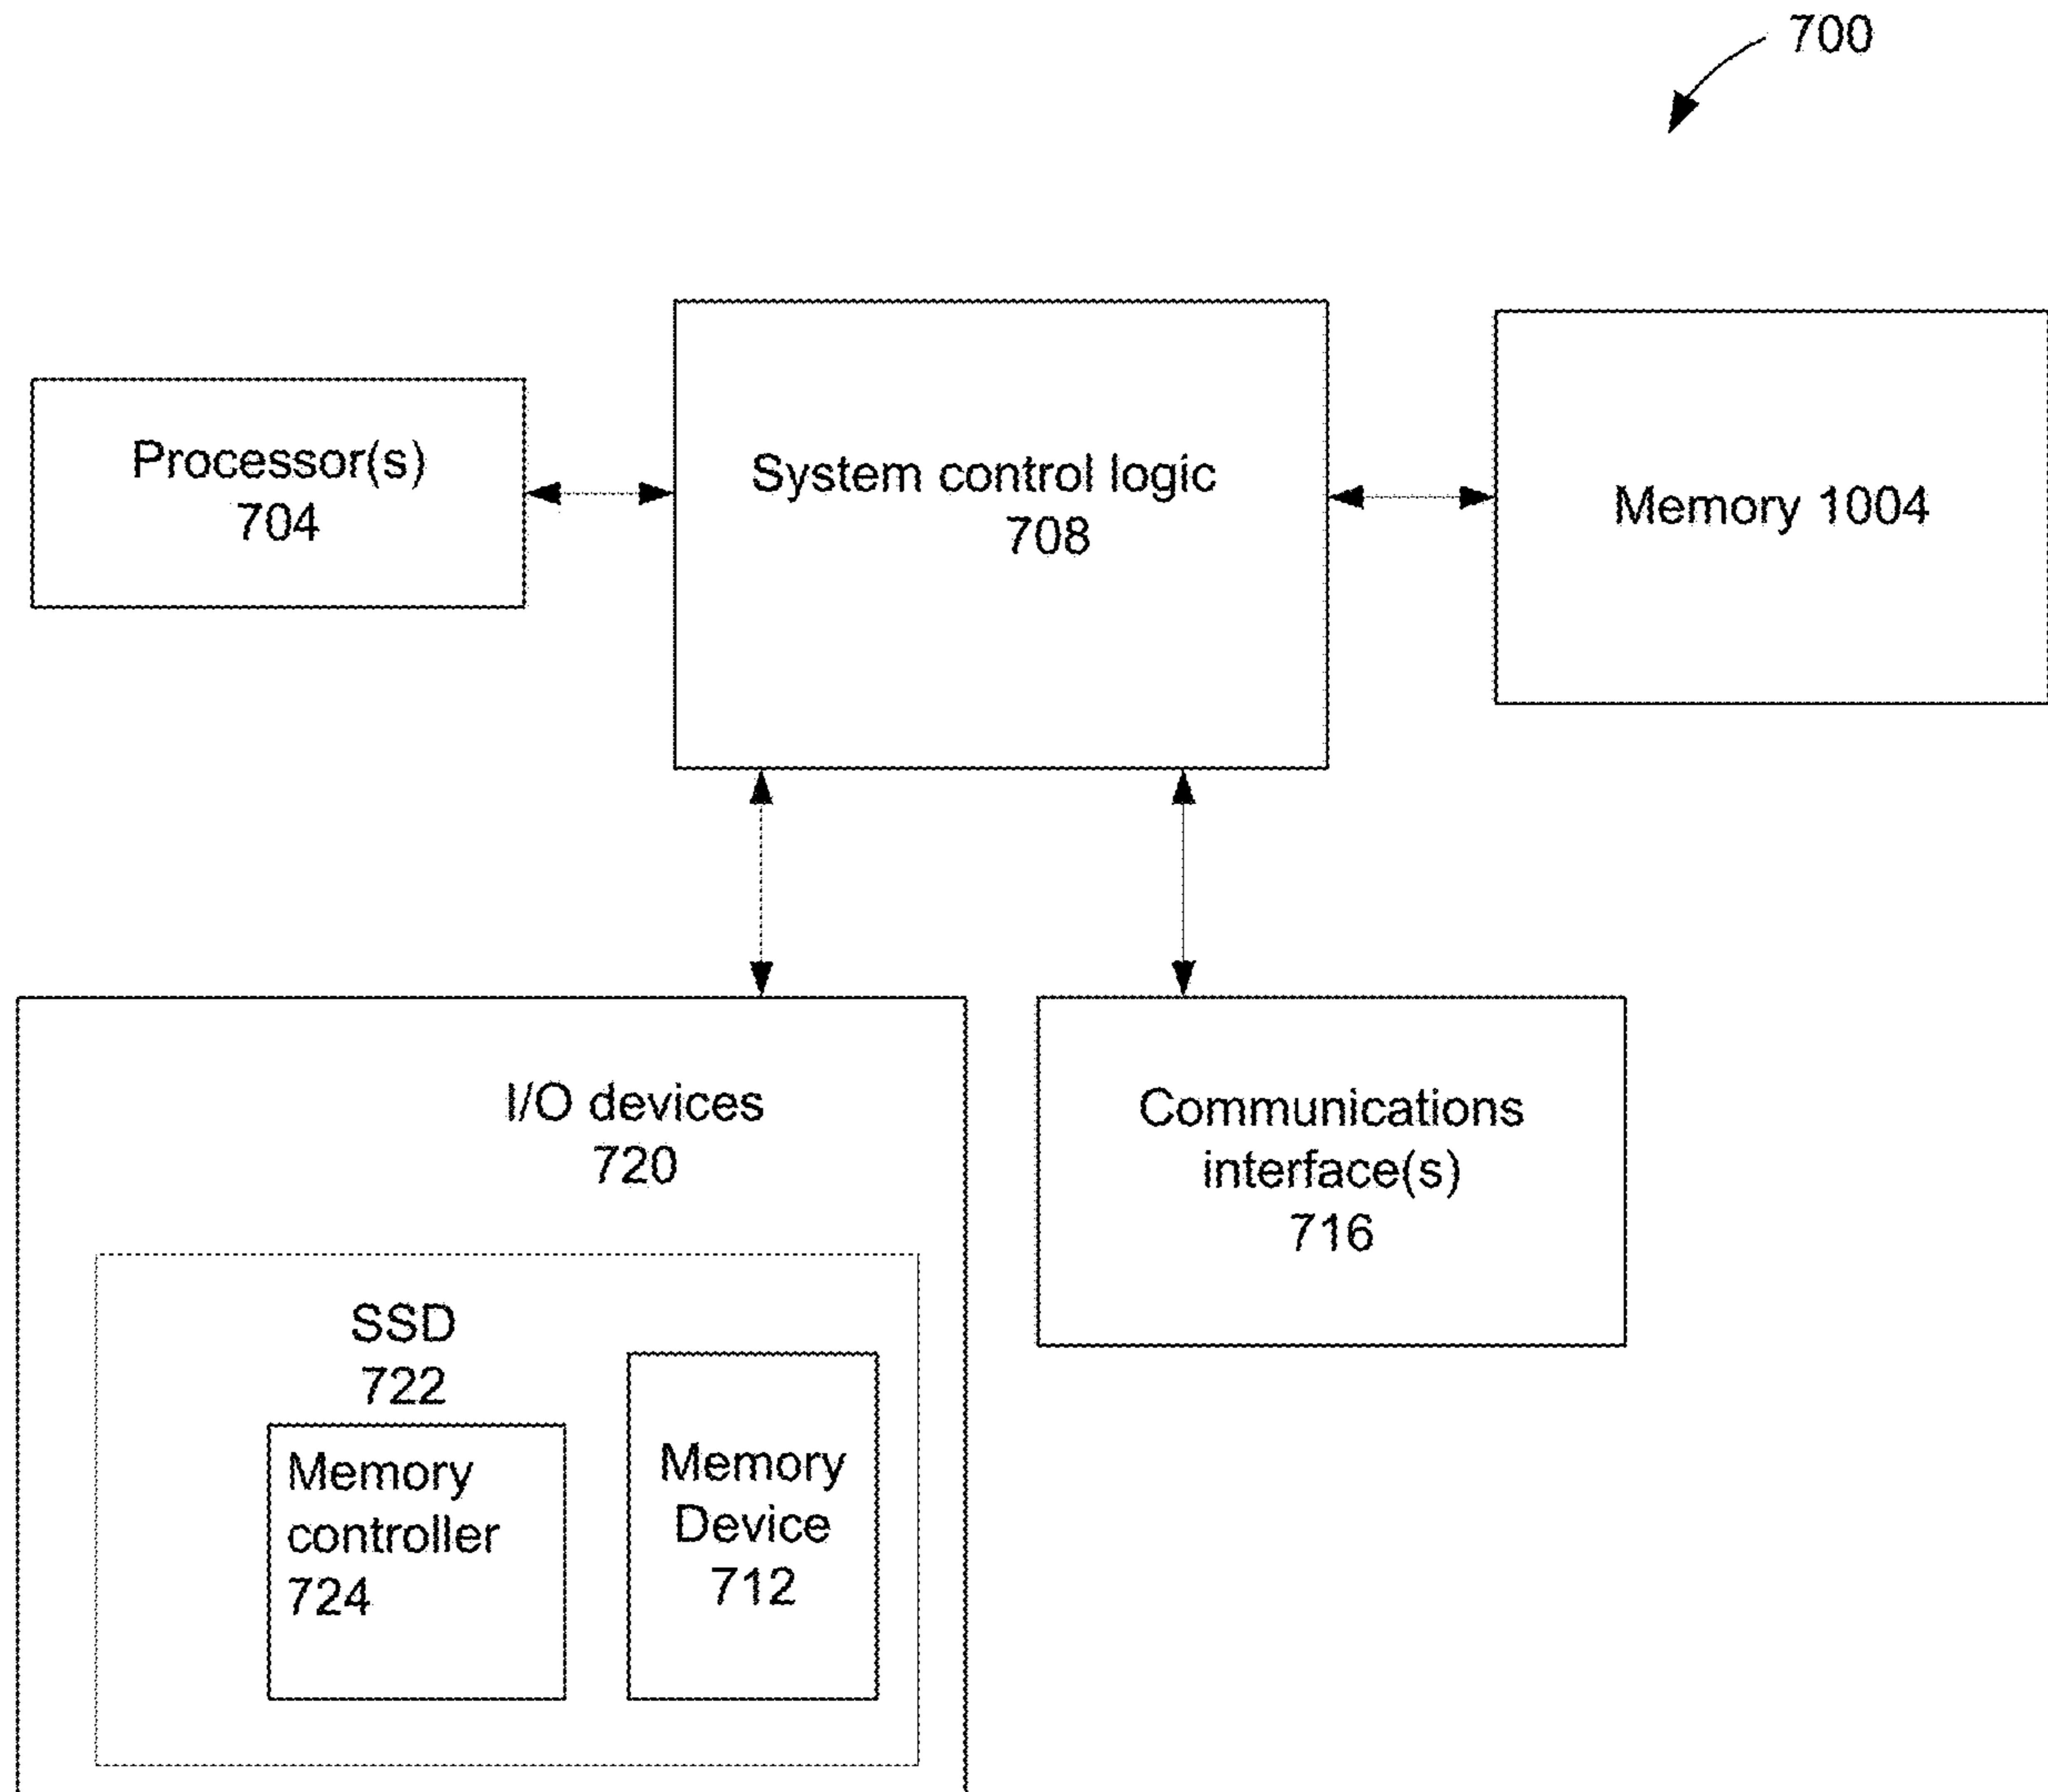 700
Processor(s)
704
System control logic
708
Memory 1004
I/O devices
720
Communications
interface(s)
716
SSD
722
Memory
controller
724
Memory
Device
712